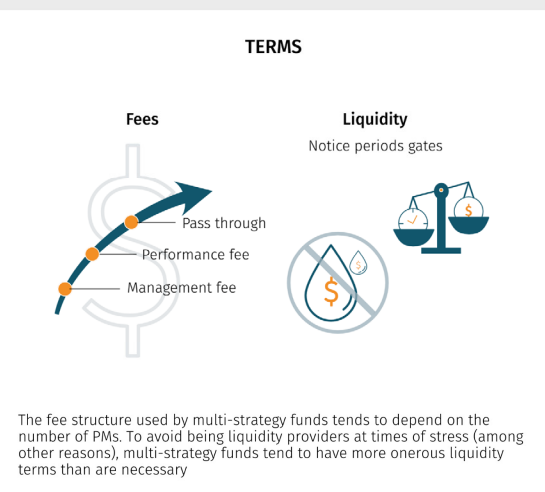 TERMS
Fees
Liquidity
Notice periods gates
Pass through
Performance fee
Management fee
$
$
$
The fee structure used by multi-strategy funds tends to depend on the
number of PMs. To avoid being liquidity providers at times of stress (among
other reasons), multi-strategy funds tend to have more onerous liquidity
terms than are necessary